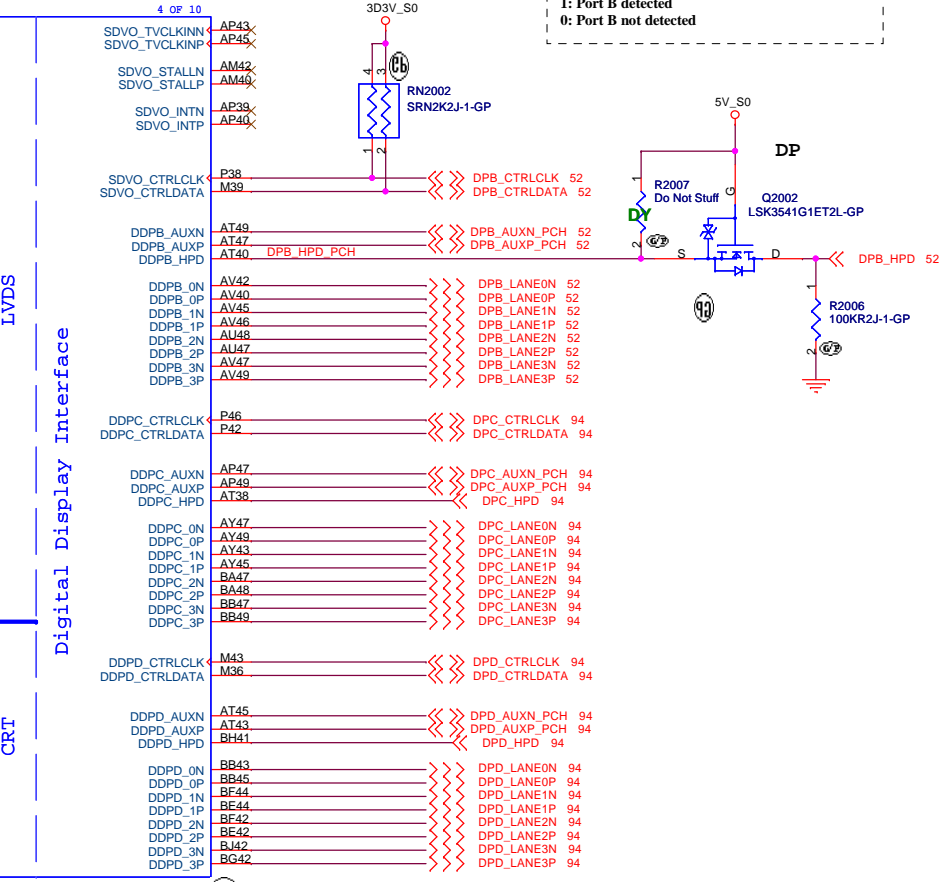 4 OF 10
SDVO_TVCLKINN AP43
SDVO_TVCLKINP AP45
SDVO_STALLN AM42
SDVO_STALLP AM40
SDVO_INTN AP39
SDVO_INTP AP40
SDVO_CTRLCLK P38 DPB_CTRLCLK 52
SDVO_CTRLDATA M39 DPB_CTRLDATA 52
DDPB_AUXN AT49 DPB_AUXN_PCH 52
DDPB_AUXP AT47 DPB_AUXP_PCH 52
DDPB_HPD AT40 DPB_HPD_PCH
DDPB_0N AV42 DPB_LANE0N 52
DDPB_0P AV40 DPB_LANE0P 52
DDPB_1N AV45 DPB_LANE1N 52
DDPB_1P AV46 DPB_LANE1P 52
DDPB_2N AU48 DPB_LANE2N 52
DDPB_2P AU47 DPB_LANE2P 52
DDPB_3N AV47 DPB_LANE3N 52
DDPB_3P AV49 DPB_LANE3P 52
DDPC_CTRLCLK P46 DPC_CTRLCLK 94
DDPC_CTRLDATA P42 DPC_CTRLDATA 94
DDPC_AUXN AP47 DPC_AUXN_PCH 94
DDPC_AUXP AP49 DPC_AUXP_PCH 94
DDPC_HPD AT38 DPC_HPD 94
DDPC_0N AY47 DPC_LANE0N 94
DDPC_0P AY49 DPC_LANE0P 94
DDPC_1N AY43 DPC_LANE1N 94
DDPC_1P AY45 DPC_LANE1P 94
DDPC_2N BA47 DPC_LANE2N 94
DDPC_2P BA48 DPC_LANE2P 94
DDPC_3N BB47 DPC_LANE3N 94
DDPC_3P BB49 DPC_LANE3P 94
DDPD_CTRLCLK M43 DPD_CTRLCLK 94
DDPD_CTRLDATA M36 DPD_CTRLDATA 94
DDPD_AUXN AT45 DPD_AUXN_PCH 94
DDPD_AUXP AT43 DPD_AUXP_PCH 94
DDPD_HPD BH41 DPD_HPD 94
DDPD_0N BB43 DPD_LANE0N 94
DDPD_0P BB45 DPD_LANE0P 94
DDPD_1N BF44 DPD_LANE1N 94
DDPD_1P BE44 DPD_LANE1P 94
DDPD_2N BF42 DPD_LANE2N 94
DDPD_2P BE42 DPD_LANE2P 94
DDPD_3N BJ42 DPD_LANE3N 94
DDPD_3P BG42 DPD_LANE3P 94
LVDS
CRT
Digital Display Interface
3D3V_S0
4 3
RN2002
SRN2K2J-1-GP
1 2
1: Port B detected
0: Port B not detected
5V_S0
DP
1
R2007
Do Not Stuff
DY
2
G/P
G
Q2002
LSK3541G1ET2L-GP
S
D
DPB_HPD 52
1
R2006
100KR2J-1-GP
2
G/P